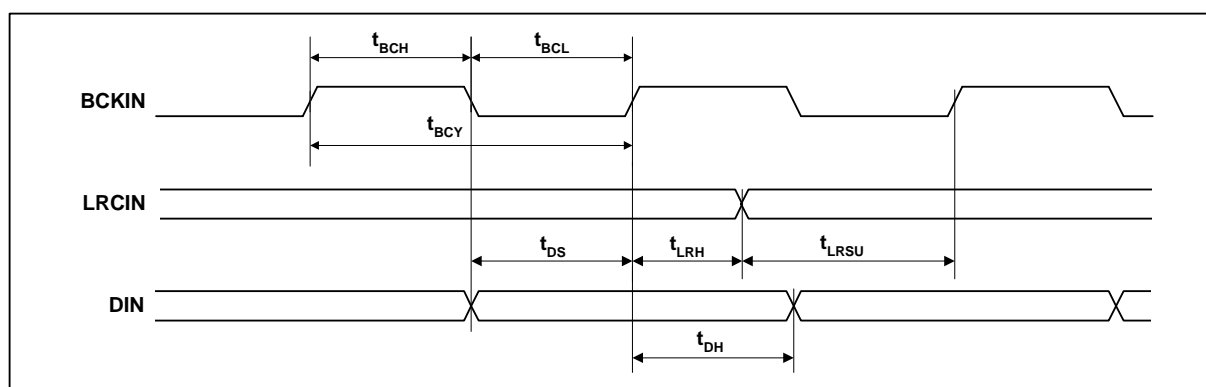 tBCH tBCL
BCKIN
tBCY
LRCIN
tDS tLRH tLRSU
DIN
tDH